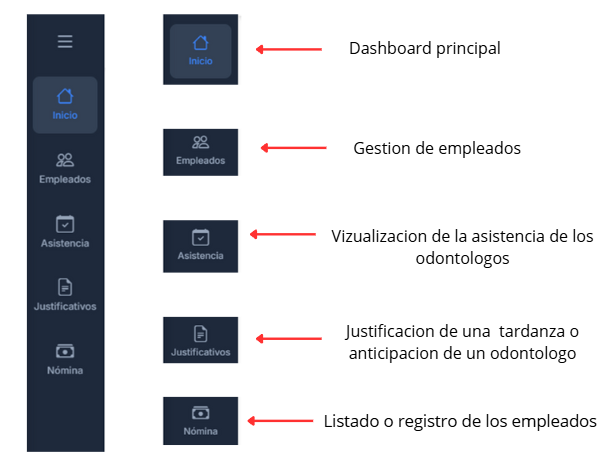 Inicio
Empleados
Asistencia
Justificativos
Nómina
Inicio
Dashboard principal
Empleados
Gestion de empleados
Asistencia
Vizualizacion de la asistencia de los
odontologos
Justificativos
Justificacion de una tardanza o
anticipacion de un odontologo
Nómina
Listado o registro de los empleados